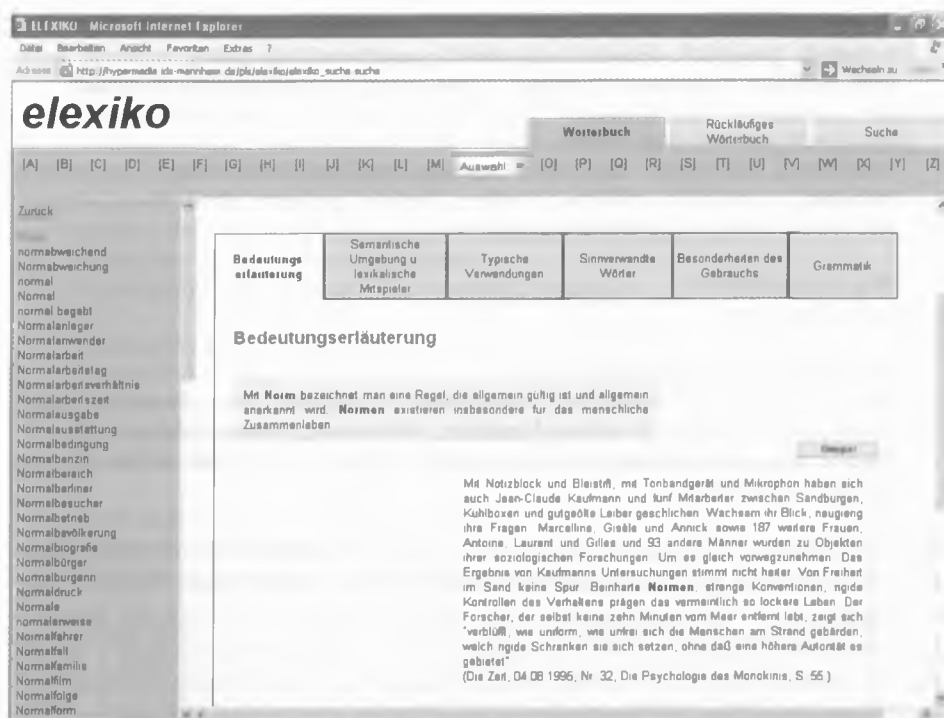 ELEXIKO Microsoft Internet Explorer
Datei Bearbeiten Ansicht Favoriten Extras ?
Adresse http://hypermedia.ids-mannheim.de/pls/elexiko/elexiko_suche.suche Wechseln zu
elexiko
Wörterbuch Rückläufiges Wörterbuch Suche
[A] [B] [C] [D] [E] [F] [G] [H] [I] [J] [K] [L] [M] Auswahl [O] [P] [Q] [R] [S] [T] [U] [V] [W] [X] [Y] [Z]
Zurück
normabweichend
Normabweichung
normal
Normal
normal begabt
Normalanleger
Normalanwender
Normalarbeit
Normalarbeitstag
Normalarbeitsverhältnis
Normalarbeitszeit
Normalausgabe
Normalausstattung
Normalbedingung
Normalbenzin
Normalbereich
Normalberliner
Normalbesucher
Normalbetrieb
Normalbevölkerung
Normalbiografie
Normalbürger
Normalbürgerin
Normaldruck
Normale
normalerweise
Normalfahrer
Normalfall
Normalfamilie
Normalfilm
Normalfolge
Normalform
Bedeutungs
erläuterung
Semantische
Umgebung u
lexikalische
Mitspieler
Typische
Verwendungen
Sinnverwandte
Wörter
Besonderheiten des
Gebrauchs
Grammatik
Bedeutungserläuterung
Mit Norm bezeichnet man eine Regel, die allgemein gültig ist und allgemein
anerkannt wird. Normen existieren insbesondere für das menschliche
Zusammenleben
Mit Notizblock und Bleistift, mit Tonbandgerät und Mikrophon haben sich
auch Jean-Claude Kaufmann und fünf Mitarbeiter zwischen Sandburgen,
Kühlboxen und gutgeölte Leiber geschlichen. Wachsam ihr Blick, neugierig
ihre Fragen. Marcelline, Gisèle und Annick sowie 187 weitere Frauen,
Antoine, Laurent und Gilles und 93 andere Männer wurden zu Objekten
ihrer soziologischen Forschungen. Um es gleich vorwegzunehmen: Das
Ergebnis von Kaufmanns Untersuchungen stimmt nicht heiter. Von Freiheit
im Sand keine Spur. Beinharte Normen, strenge Konventionen, rigide
Kontrollen des Verhaltens prägen das vermeintlich so lockere Leben. Der
Forscher, der selbst keine zehn Minuten vom Meer entfernt lebt, zeigt sich
"verblüfft, wie uniform, wie unfrei sich die Menschen am Strand gebärden,
welch rigide Schranken sie sich setzen, ohne daß eine höhere Autorität es
gebietet"
(Die Zeit, 04.08.1995, Nr. 32, Die Psychologie des Monokinis, S. 55.)